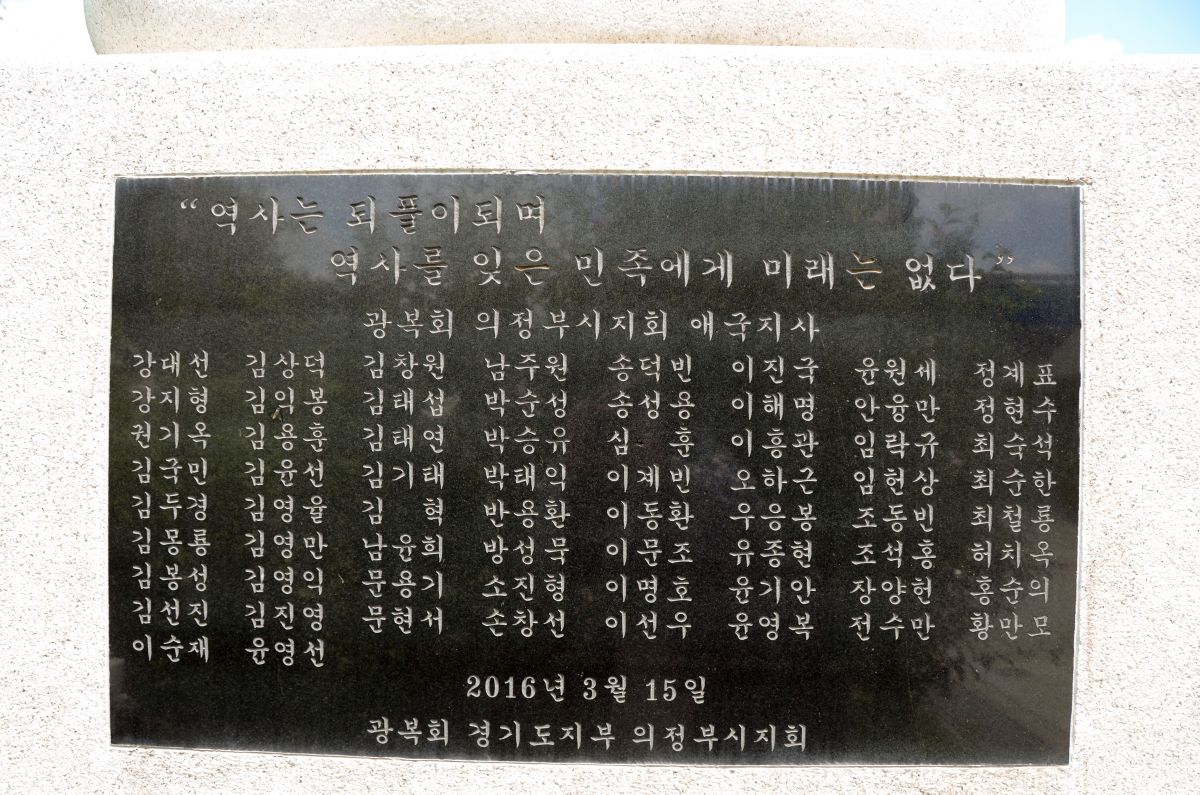 “역사는 되풀이되며
역사를 잊은 민족에게 미래는 없다”
광복회 의정부시지회 애국지사
강대선 김상덕 김창원 남주원 송덕빈 이진국 윤원세 정계표
강지형 김익봉 김태섭 박순성 송성용 이해명 안융만 정현수
권기옥 김용훈 김태연 박승유 심 훈 이흥관 임락규 최숙석
김국민 김윤선 김기태 박태익 이계빈 오하근 임헌상 최순한
김두경 김영율 김 혁 반용환 이동환 우응봉 조동빈 최철룡
김몽룡 김영만 남윤희 방성묵 이문조 유종현 조석홍 허치옥
김봉성 김영익 문용기 소진형 이명호 윤기안 장양헌 홍순의
김선진 김진영 문현서 손창선 이선우 윤영복 전수만 황만모
이순재 윤영선
2016년 3월 15일
광복회 경기도지부 의정부시지회